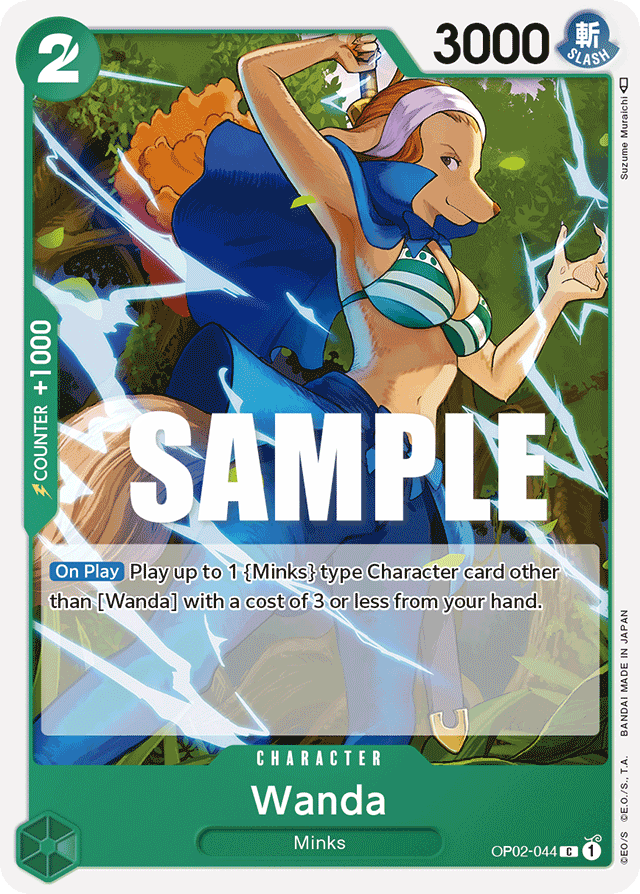 2
3000
斬
SLASH
Suzume Muraichi
COUNTER +1000
SAMPLE
On Play Play up to 1 {Minks} type Character card other
than [Wanda] with a cost of 3 or less from your hand.
CHARACTER
Wanda
Minks
OP02-044 C 1
©E.O/S ©E.O./S., T.A. BANDAI MADE IN JAPAN